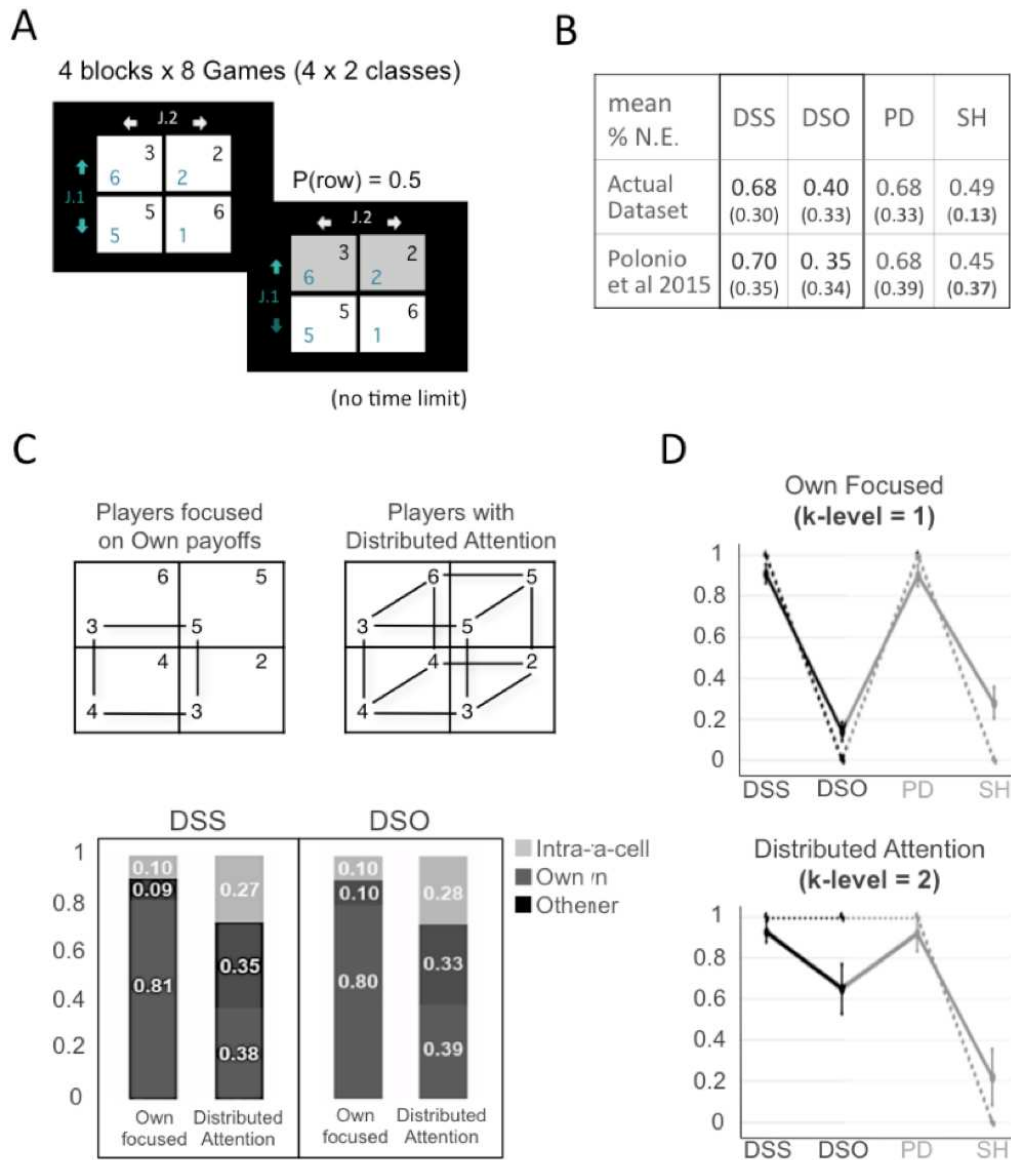 A
4 blocks x 8 Games (4 x 2 classes)
J.2
3 2
6 2
J.1
5 6
5 1
P(row) = 0.5
J.2
3 2
6 2
J.1
5 6
5 1
(no time limit)
B
mean % N.E. DSS DSO PD SH
Actual Dataset 0.68 0.40 0.68 0.49
(0.30) (0.33) (0.33) (0.13)
Polonio et al 2015 0.70 0. 35 0.68 0.45
(0.35) (0.34) (0.39) (0.37)
C
Players focused
on Own payoffs
6 5
3 5
4 2
4 3
Players with
Distributed Attention
6 5
3 5
4 2
4 3
DSS DSO
1
0.8
0.6
0.4
0.2
0
0.10
0.09
0.81
0.27
0.35
0.38
0.10
0.10
0.80
0.28
0.33
0.39
Own
focused
Distributed
Attention
Own
focused
Distributed
Attention
Intra-a-cell
Own n
Othener
D
Own Focused
(k-level = 1)
1
0.8
0.6
0.4
0.2
0
DSS DSO PD SH
Distributed Attention
(k-level = 2)
1
0.8
0.6
0.4
0.2
0
DSS DSO PD SH